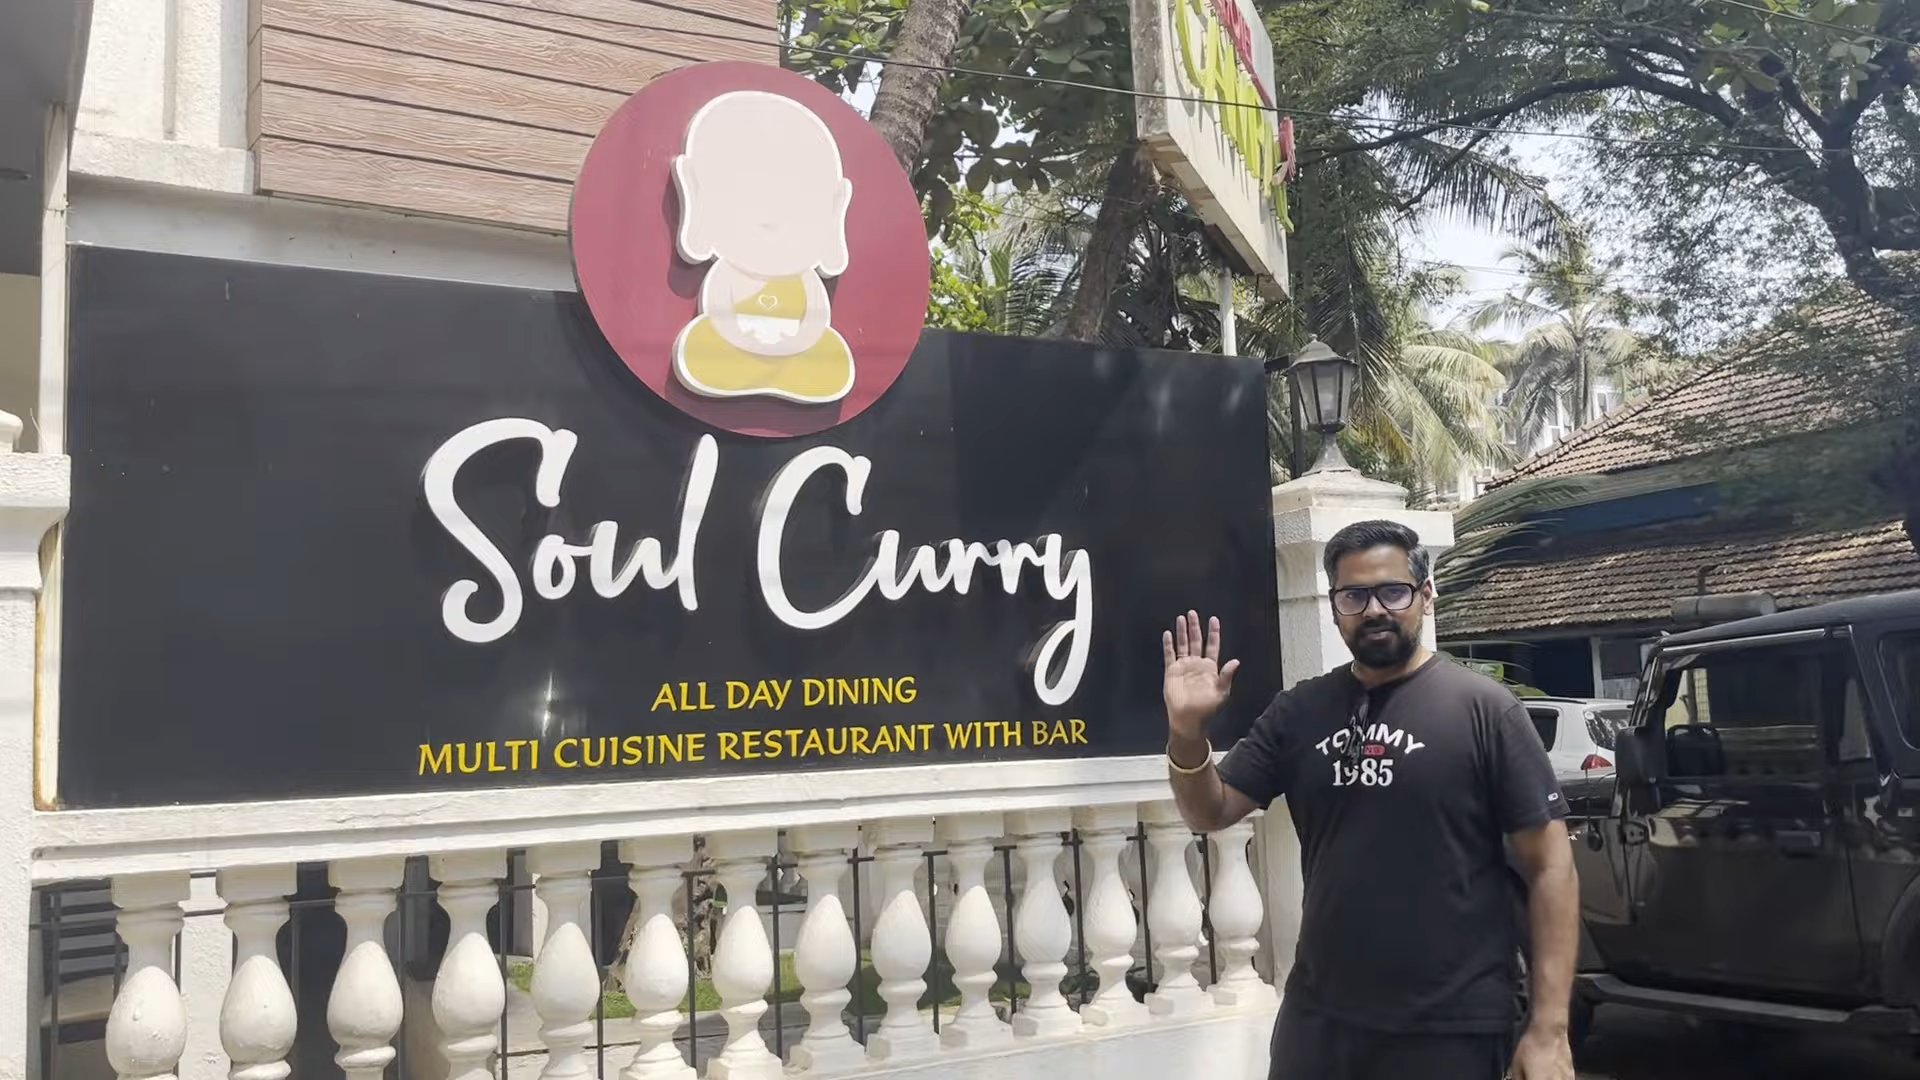 Soul Curry
ALL DAY DINING
MULTI CUISINE RESTAURANT WITH BAR
TOMMY
1985